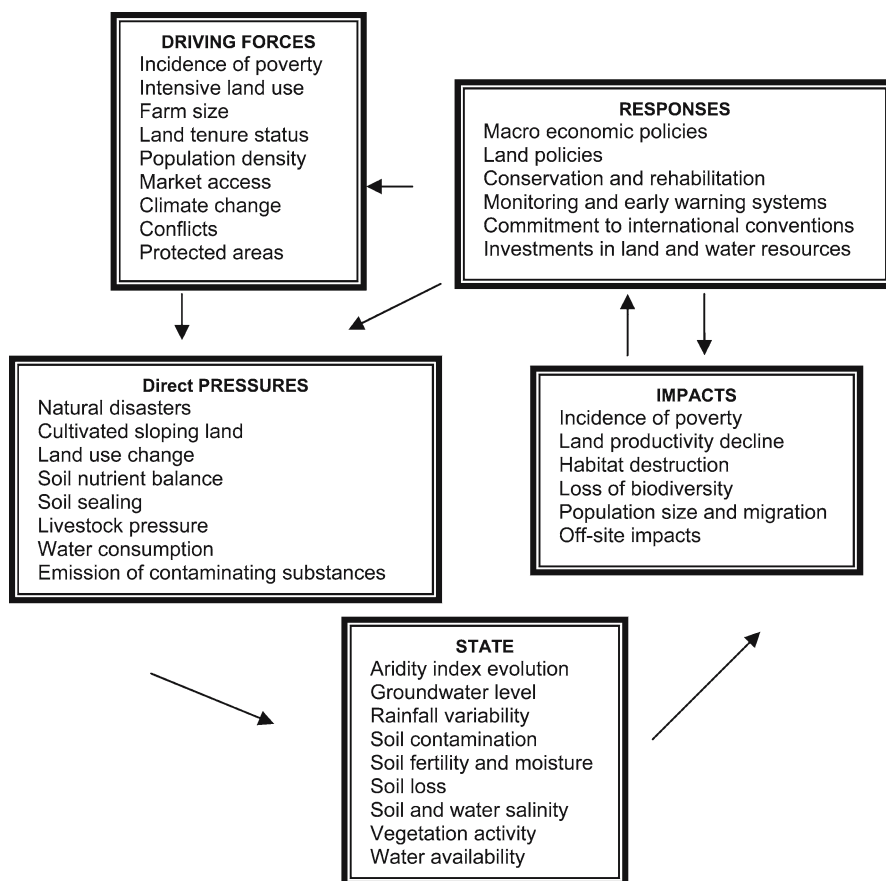 DRIVING FORCES
Incidence of poverty
Intensive land use
Farm size
Land tenure status
Population density
Market access
Climate change
Conflicts
Protected areas
RESPONSES
Macro economic policies
Land policies
Conservation and rehabilitation
Monitoring and early warning systems
Commitment to international conventions
Investments in land and water resources
Direct PRESSURES
Natural disasters
Cultivated sloping land
Land use change
Soil nutrient balance
Soil sealing
Livestock pressure
Water consumption
Emission of contaminating substances
IMPACTS
Incidence of poverty
Land productivity decline
Habitat destruction
Loss of biodiversity
Population size and migration
Off-site impacts
STATE
Aridity index evolution
Groundwater level
Rainfall variability
Soil contamination
Soil fertility and moisture
Soil loss
Soil and water salinity
Vegetation activity
Water availability